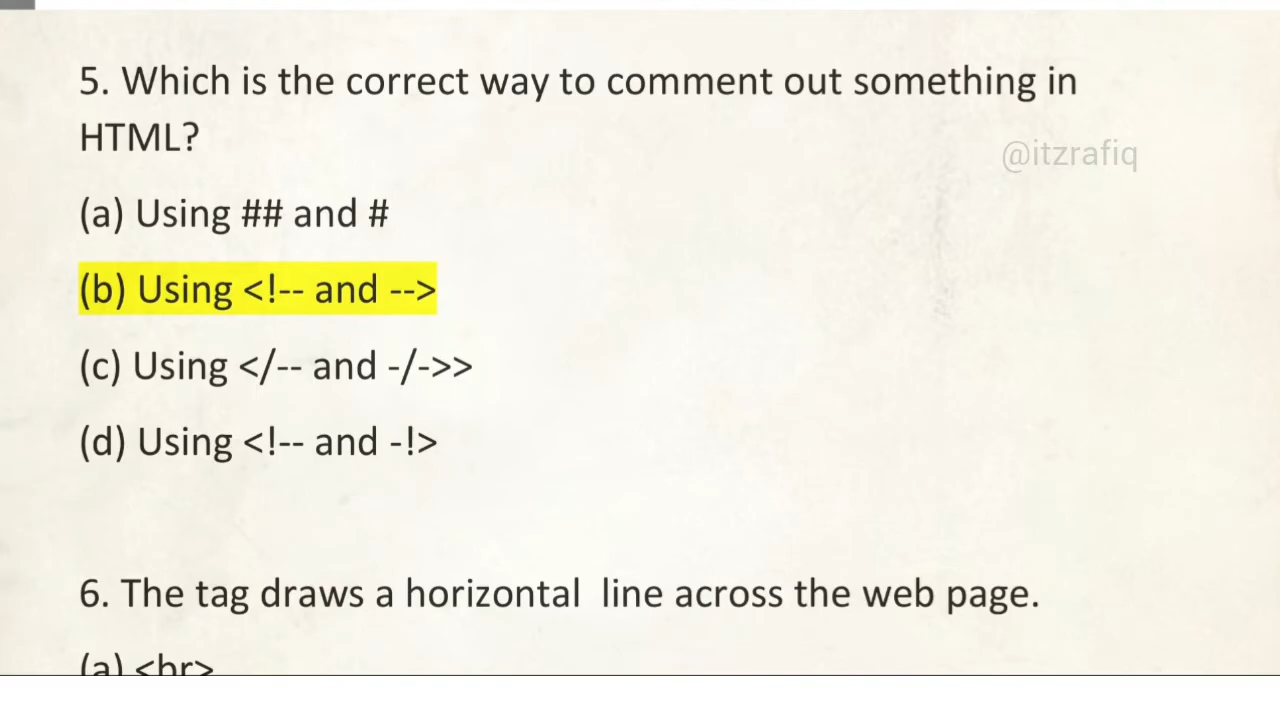 5. Which is the correct way to comment out something in
HTML?
@itzrafiq
(a) Using ## and #
(b) Using <!-- and -->
(c) Using </-- and -/->>
(d) Using <!-- and -!>
6. The tag draws a horizontal  line across the web page.
(a) <br>